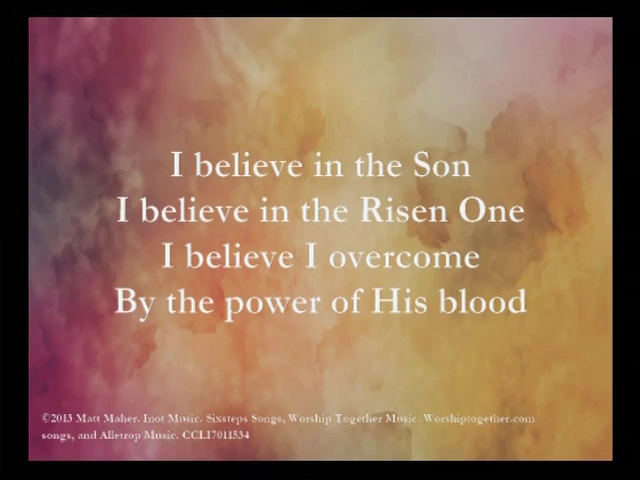 I believe in the Son
I believe in the Risen One
I believe I overcome
By the power of His blood
©2013 Matt Maher. Inot Music. Sixsteps Songs, Worship Together Music. Worshiptogether.com
songs, and Alletrop Music. CCLI7011534